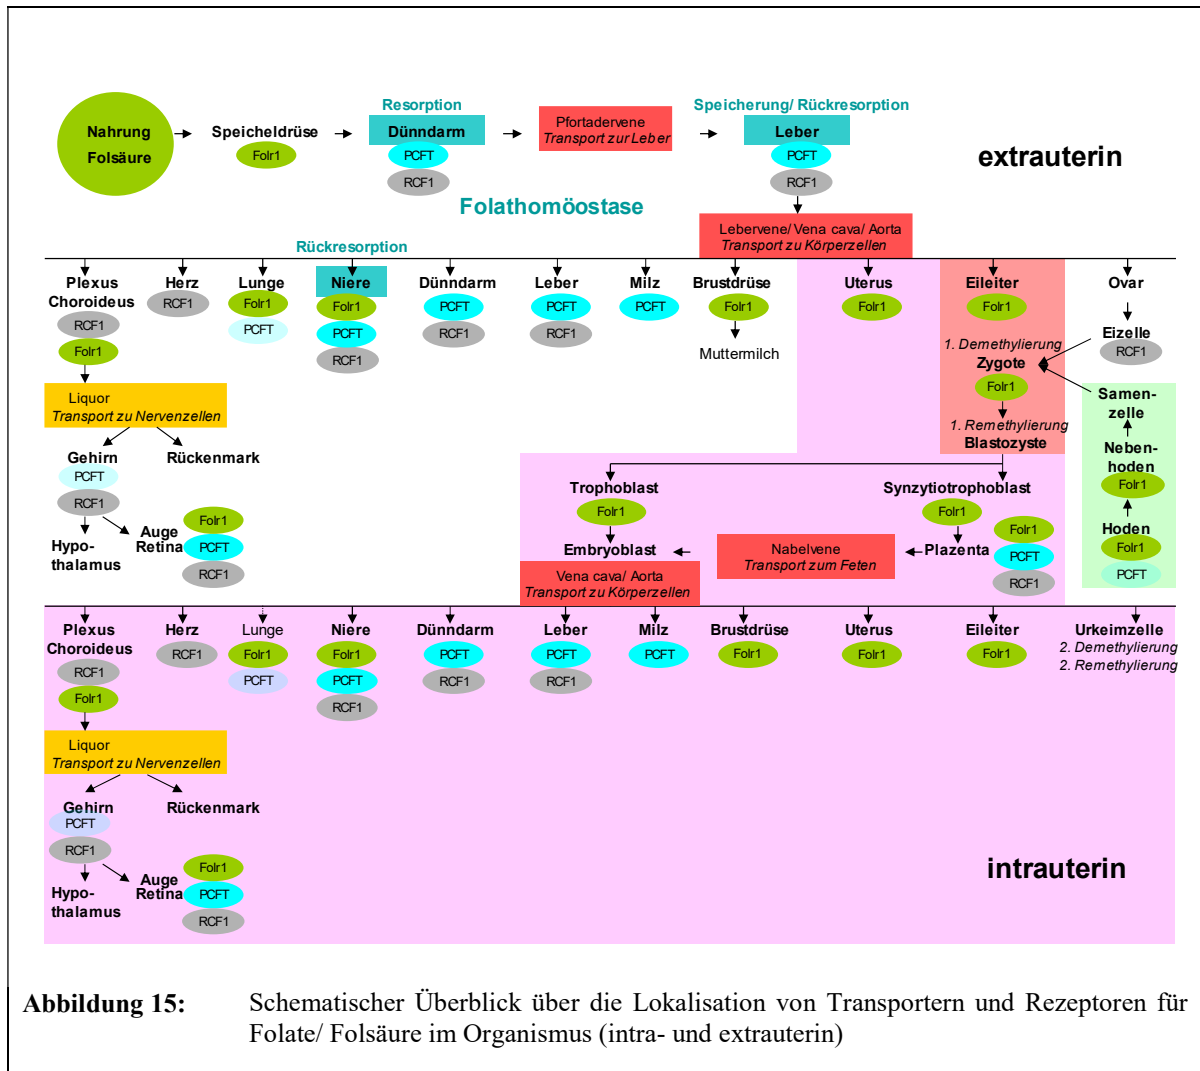 Resorption
Speicherung/ Rückresorption
Nahrung
Folsäure
Speicheldrüse
Folr1
Dünndarm
PCFT
RCF1
Pfortadervene
Transport zur Leber
Leber
PCFT
RCF1
extrauterin
Folathomöostase
Lebervene/ Vena cava/ Aorta
Transport zu Körperzellen
Rückresorption
Plexus
Choroideus
RCF1
Folr1
Herz
RCF1
Lunge
Folr1
PCFT
Niere
Folr1
PCFT
RCF1
Dünndarm
PCFT
RCF1
Leber
PCFT
RCF1
Milz
PCFT
Brustdrüse
Folr1
Muttermilch
Uterus
Folr1
Eileiter
Folr1
Ovar
Eizelle
RCF1
1. Demethylierung
Zygote
Folr1
1. Remethylierung
Blastozyste
Samen-
zelle
Neben-
hoden
Folr1
Hoden
Folr1
PCFT
Liquor
Transport zu Nervenzellen
Gehirn
PCFT
RCF1
Rückenmark
Hypo-
thalamus
Auge
Retina
Folr1
PCFT
RCF1
Trophoblast
Folr1
Embryoblast
Synzytiotrophoblast
Folr1
Plazenta
Folr1
PCFT
RCF1
Nabelvene
Transport zum Feten
Vena cava/ Aorta
Transport zu Körperzellen
Plexus
Choroideus
RCF1
Folr1
Herz
RCF1
Lunge
Folr1
PCFT
Niere
Folr1
PCFT
RCF1
Dünndarm
PCFT
RCF1
Leber
PCFT
RCF1
Milz
PCFT
Brustdrüse
Folr1
Uterus
Folr1
Eileiter
Folr1
Urkeimzelle
2. Demethylierung
2. Remethylierung
Liquor
Transport zu Nervenzellen
Gehirn
PCFT
RCF1
Rückenmark
Hypo-
thalamus
Auge
Retina
Folr1
PCFT
RCF1
intrauterin
Abbildung 15: Schematischer Überblick über die Lokalisation von Transportern und Rezeptoren für
Folate/ Folsäure im Organismus (intra- und extrauterin)